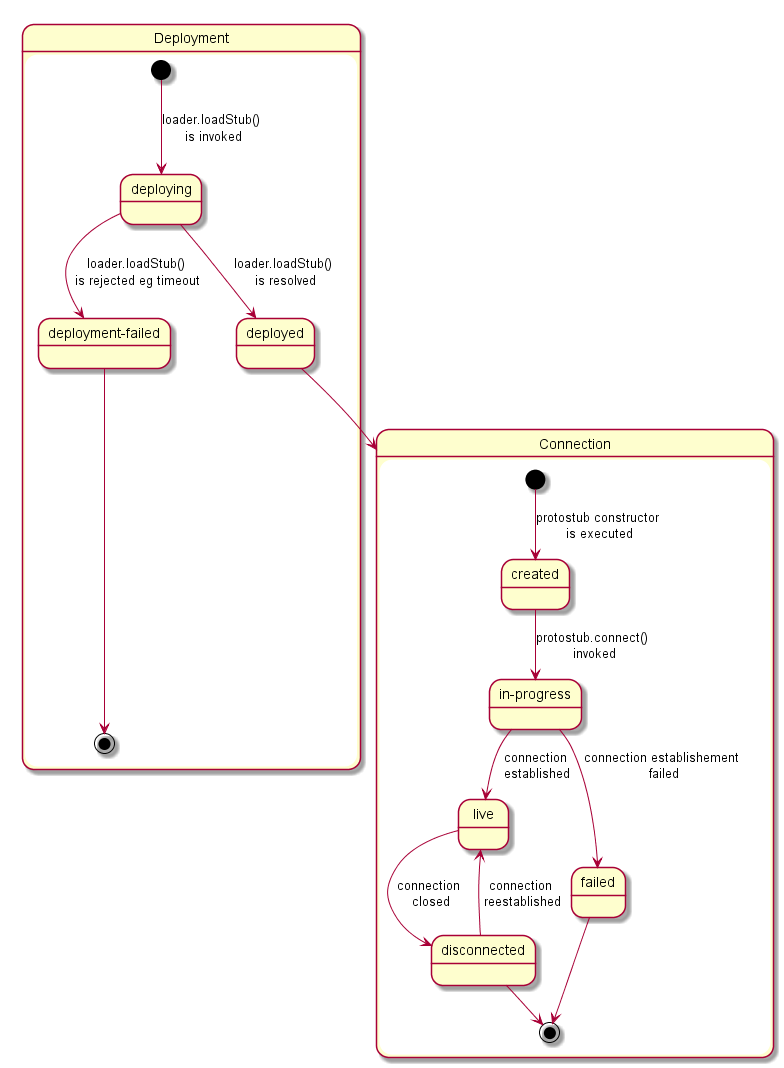 Deployment
loader.loadStub()
is invoked
deploying
loader.loadStub()
is rejected eg timeout
loader.loadStub()
is resolved
deployment-failed
deployed
Connection
protostub constructor
is executed
created
protostub.connect()
invoked
in-progress
connection
established
connection establishement
failed
live
connection
closed
connection
reestablished
failed
disconnected